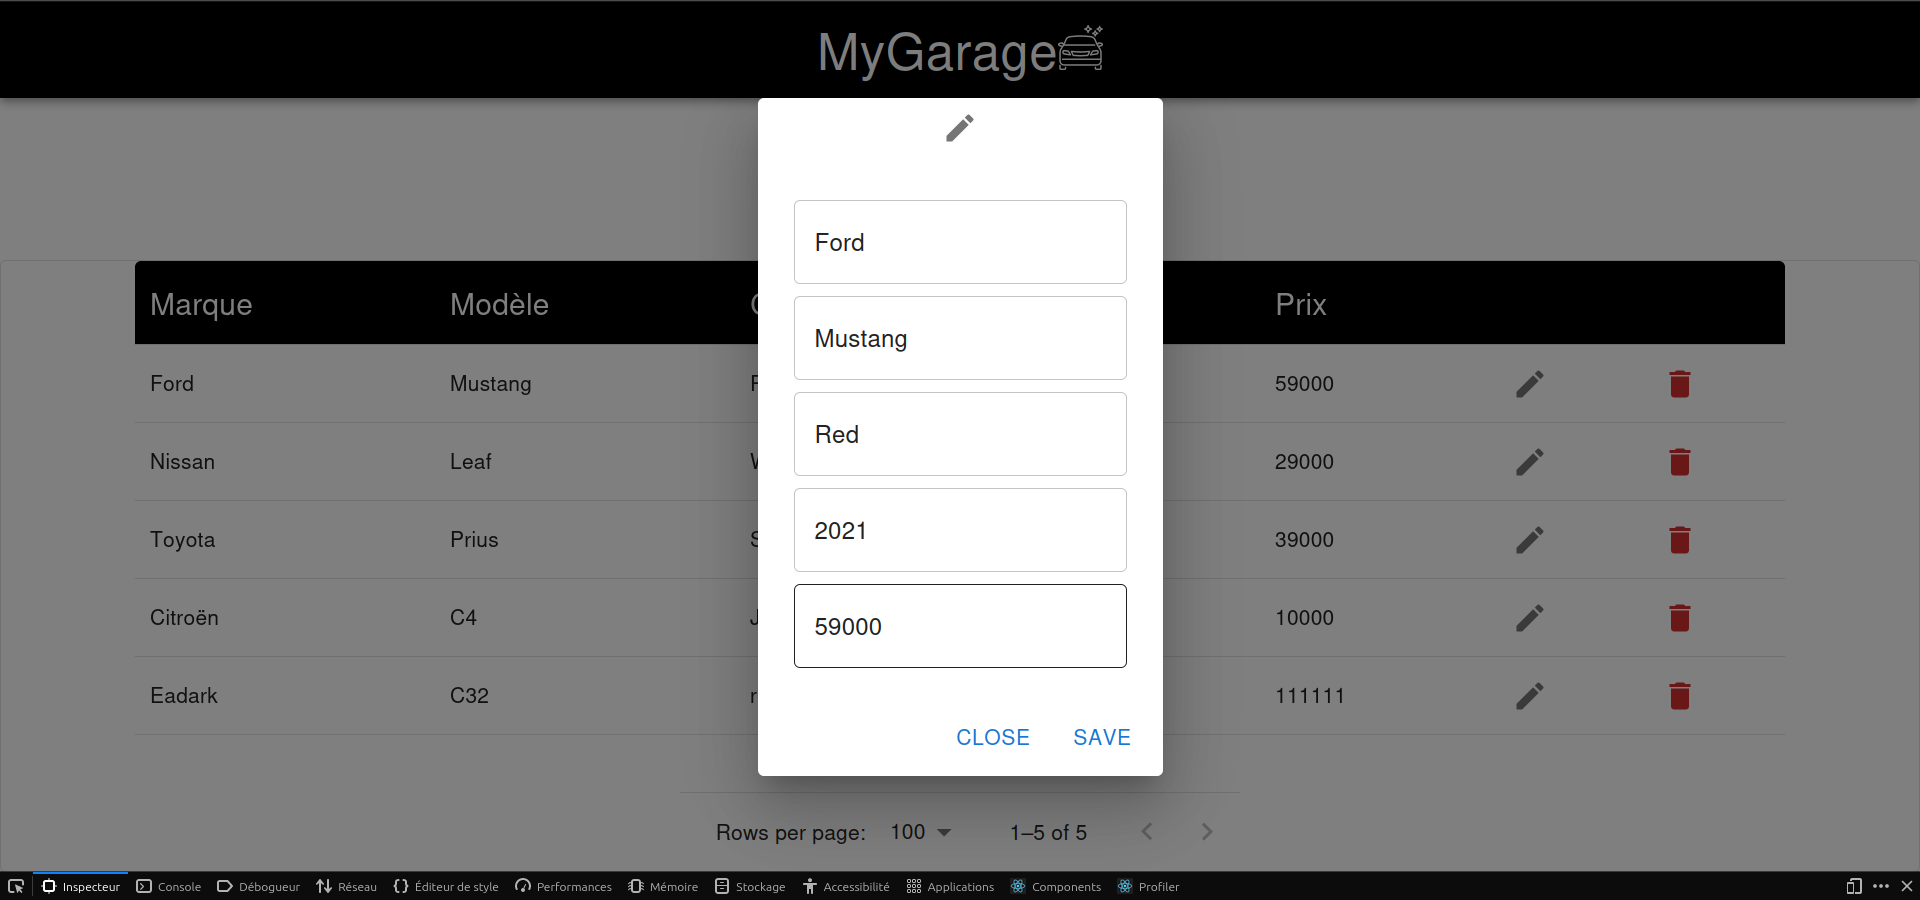 MyGarage
Ford
Mustang
Red
2021
59000
CLOSE SAVE
Marque Modèle Prix
Ford Mustang 59000
Nissan Leaf 29000
Toyota Prius 39000
Citroën C4 10000
Eadark C32 111111
Rows per page: 100 1–5 of 5
Inspecteur Console Débogueur Réseau Éditeur de style Performances Mémoire Stockage Accessibilité Applications Components Profiler